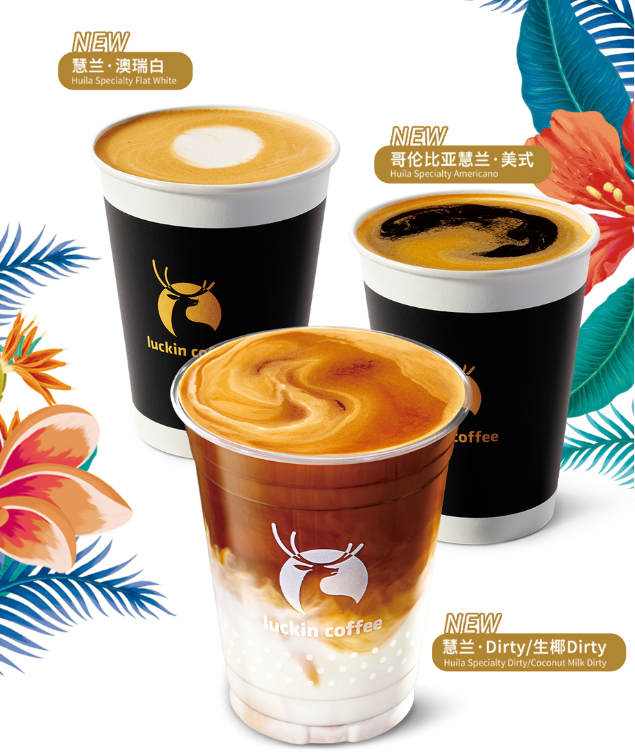 NEW
慧兰·澳瑞白
Huila Specialty Flat White
NEW
哥伦比亚慧兰·美式
Huila Specialty Americano
luckin co
coffee
luckin coffee
NEW
慧兰·Dirty/生椰Dirty
Huila Specialty Dirty/Coconut Milk Dirty